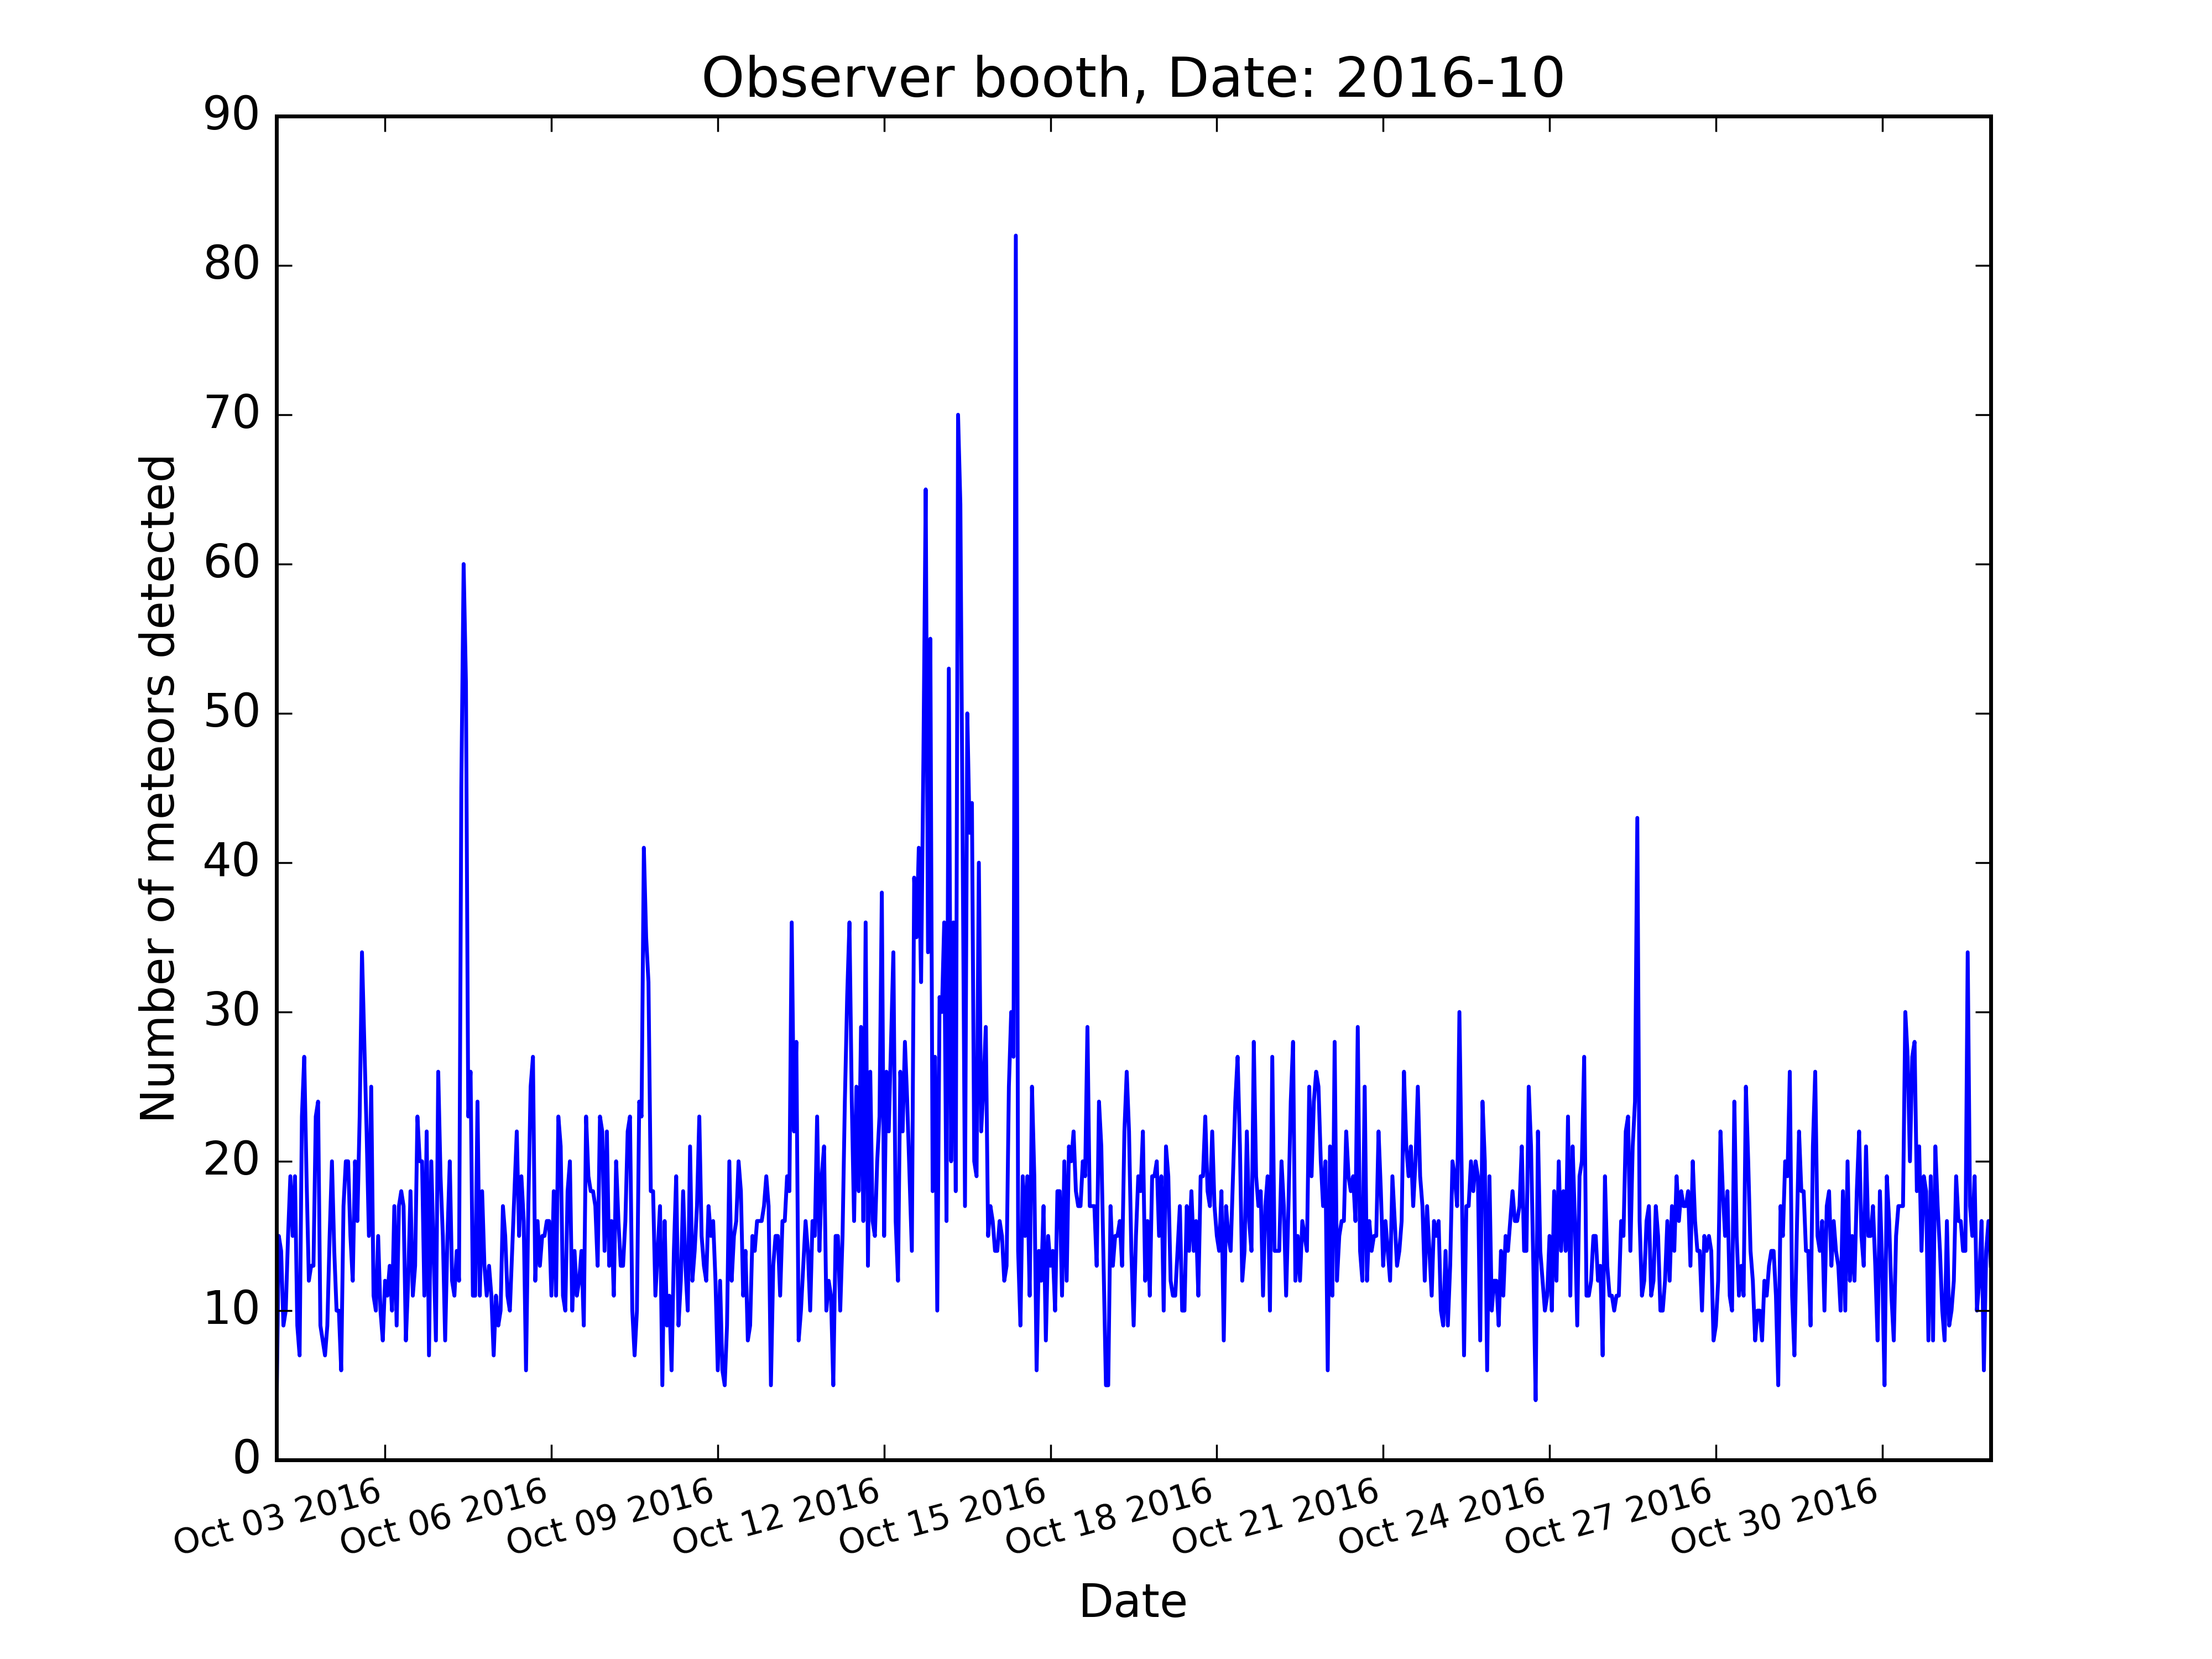 Observer booth, Date: 2016-10
Number of meteors detected
90
80
70
60
50
40
30
20
10
0
Oct 03 2016
Oct 06 2016
Oct 09 2016
Oct 12 2016
Oct 15 2016
Oct 18 2016
Oct 21 2016
Oct 24 2016
Oct 27 2016
Oct 30 2016
Date